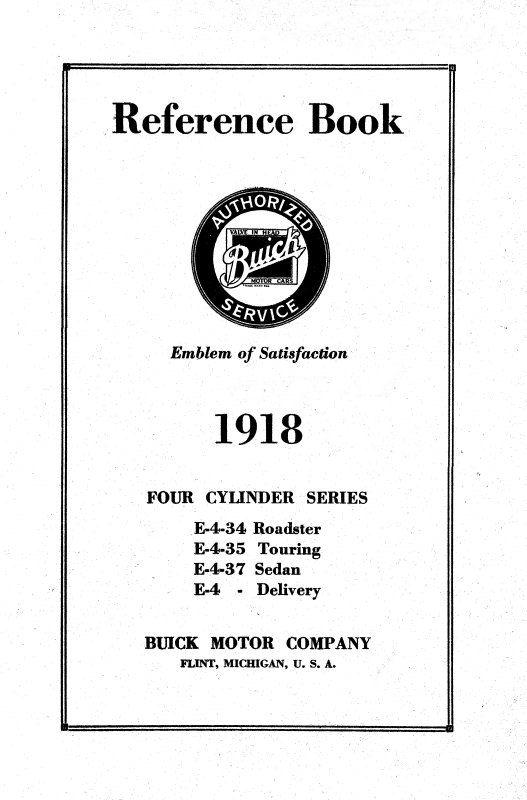 Reference Book
AUTHORIZED
VALVE IN HEAD
Buick
MOTOR CARS
SERVICE
Emblem of Satisfaction
1918
FOUR CYLINDER SERIES
E-4-34 Roadster
E-4-35 Touring
E-4-37 Sedan
E-4 - Delivery
BUICK MOTOR COMPANY
FLINT, MICHIGAN, U. S. A.